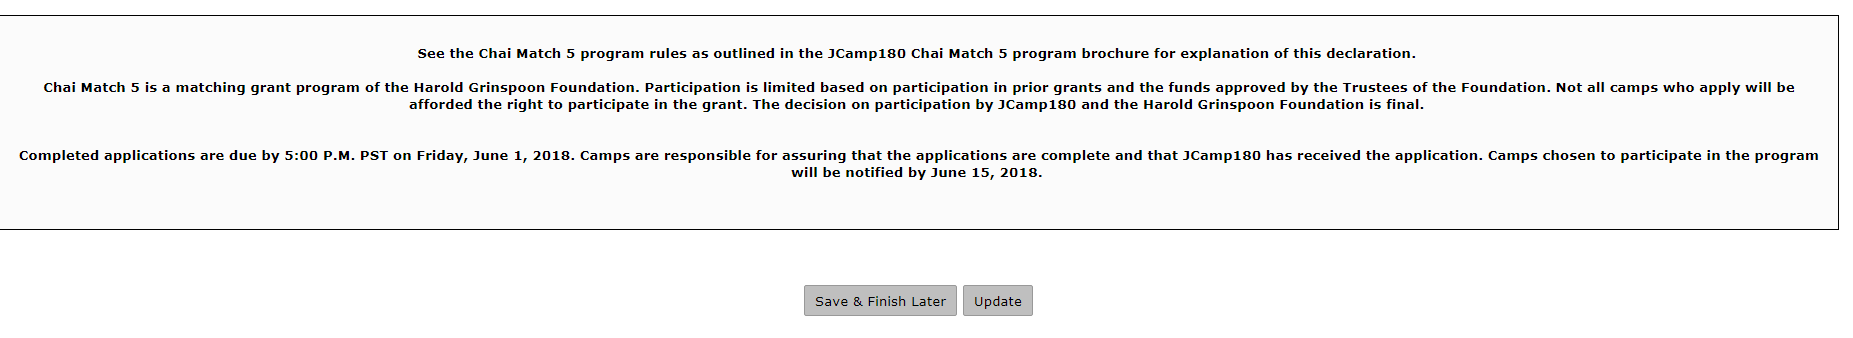 See the Chai Match 5 program rules as outlined in the JCamp180 Chai Match 5 program brochure for explanation of this declaration.
Chai Match 5 is a matching grant program of the Harold Grinspoon Foundation. Participation is limited based on participation in prior grants and the funds approved by the Trustees of the Foundation. Not all camps who apply will be
afforded the right to participate in the grant. The decision on participation by JCamp180 and the Harold Grinspoon Foundation is final.
Completed applications are due by 5:00 P.M. PST on Friday, June 1, 2018. Camps are responsible for assuring that the applications are complete and that JCamp180 has received the application. Camps chosen to participate in the program
will be notified by June 15, 2018.
Save & Finish Later Update